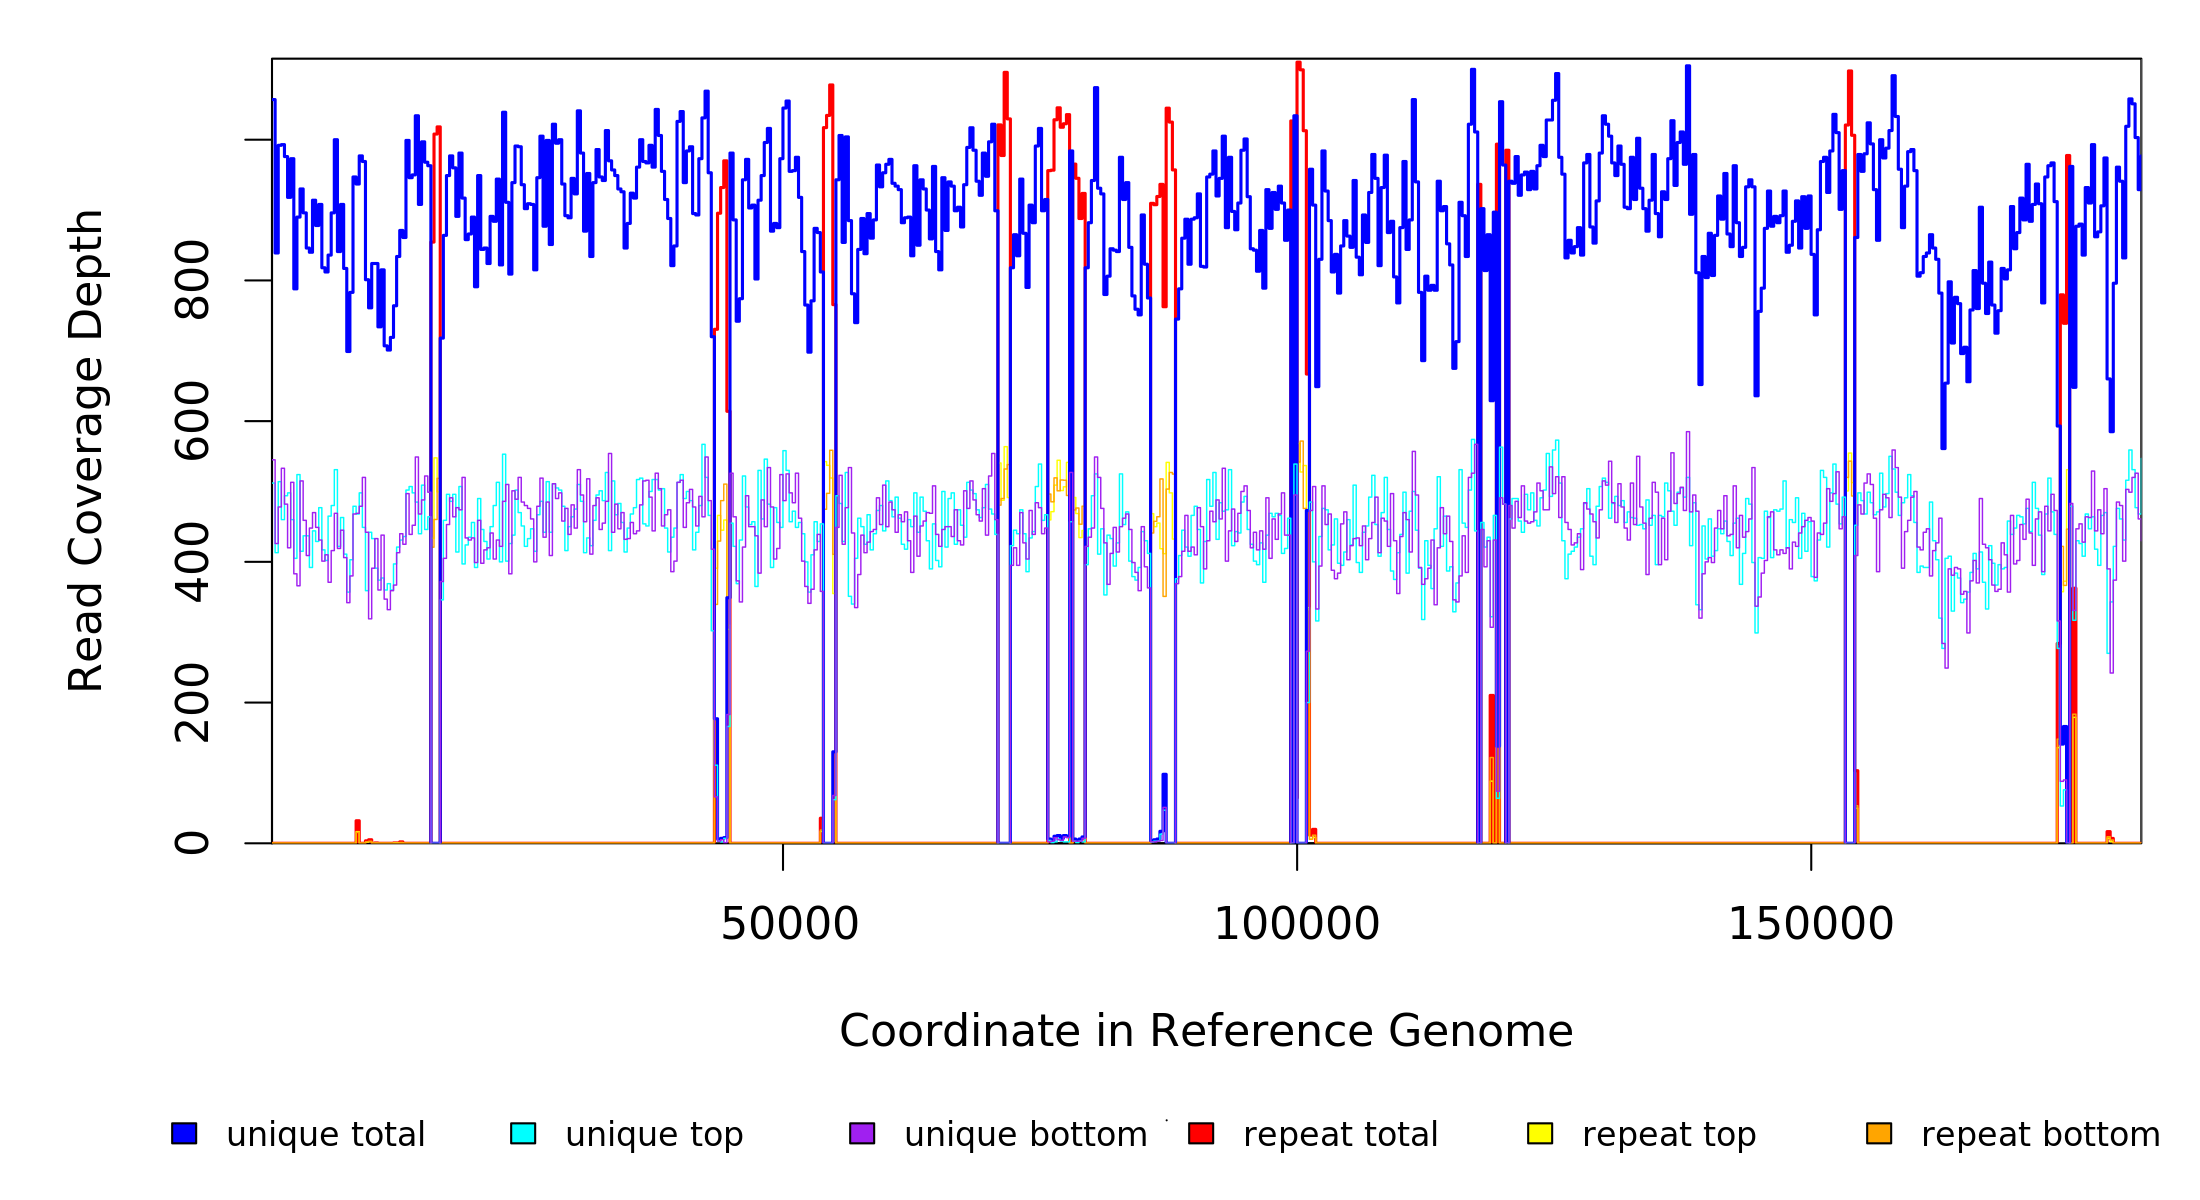 Read Coverage Depth
800
600
400
200
0
50000 100000 150000
Coordinate in Reference Genome
unique total unique top unique bottom repeat total repeat top repeat bottom